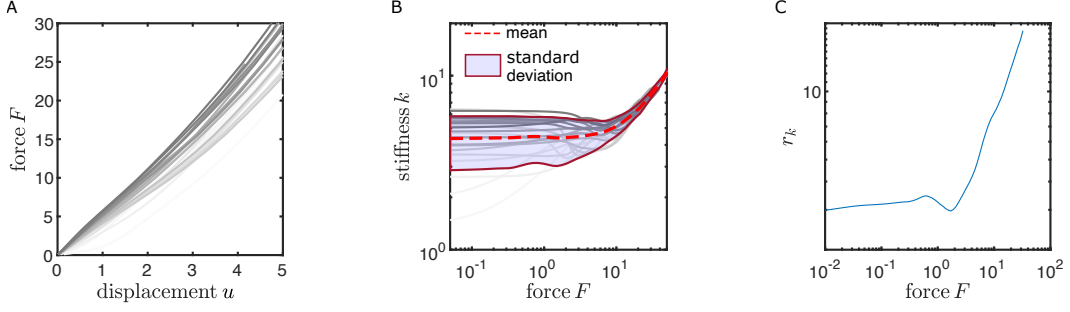 A
force F
30
25
20
15
10
5
0
0 1 2 3 4 5
displacement u
B
stiffness k
10^1
10^0
mean
standard
deviation
10^-1 10^0 10^1
force F
C
r_k
10
10^-2 10^-1 10^0 10^1 10^2
force F